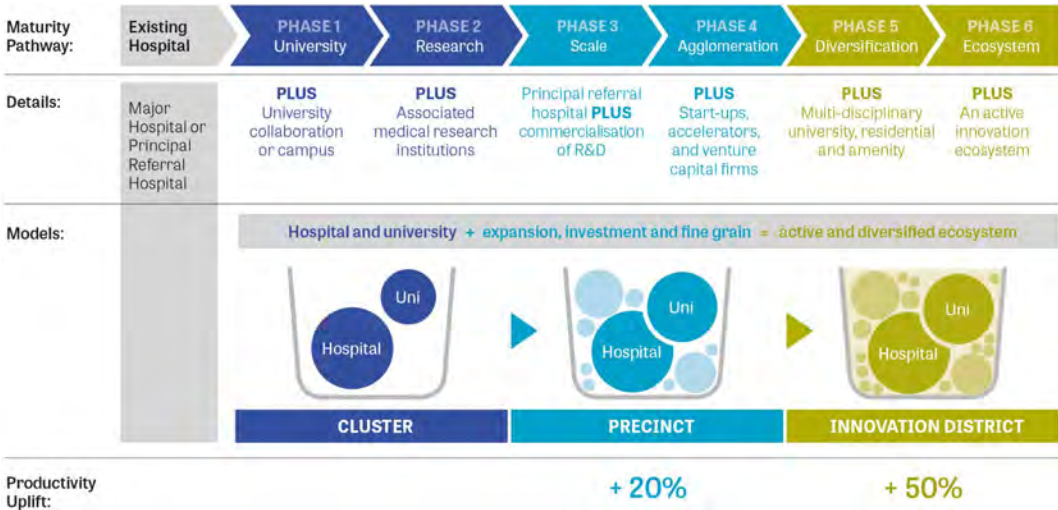 Maturity
Pathway:
Existing
Hospital
PHASE 1
University
PHASE 2
Research
PHASE 3
Scale
PHASE 4
Agglomeration
PHASE 5
Diversification
PHASE 6
Ecosystem
Details:
Major
Hospital or
Principal
Referral
Hospital
PLUS
University
collaboration
or campus
PLUS
Associated
medical research
institutions
Principal referral
hospital PLUS
commercialisation
of R&D
PLUS
Start-ups,
accelerators,
and venture
capital firms
PLUS
Multi-disciplinary
university, residential
and amenity
PLUS
An active
innovation
ecosystem
Models:
Hospital and university + expansion, investment and fine grain = active and diversified ecosystem
Uni
Hospital
Uni
Hospital
Uni
Hospital
CLUSTER
PRECINCT
INNOVATION DISTRICT
Productivity
Uplift:
+ 20%
+ 50%